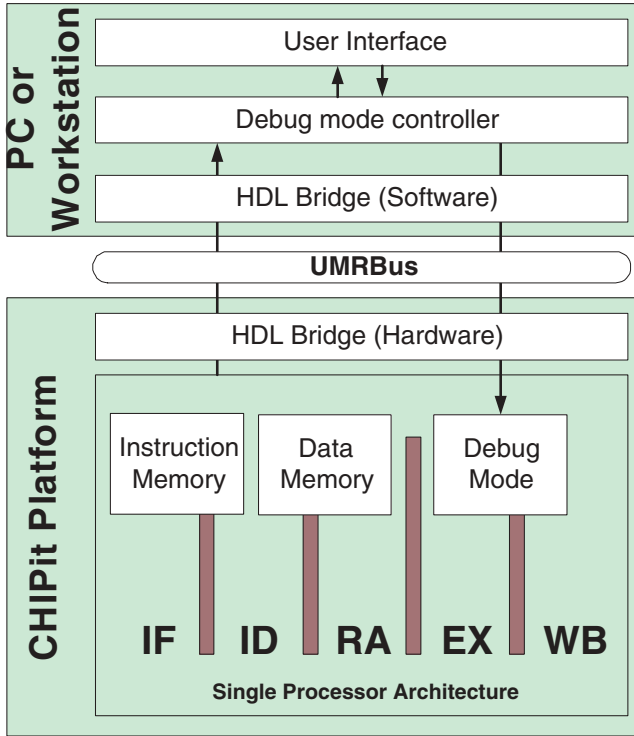 PC or
Workstation
User Interface
Debug mode controller
HDL Bridge (Software)
UMRBus
CHIPit Platform
HDL Bridge (Hardware)
Instruction
Memory
Data
Memory
Debug
Mode
IF ID RA EX WB
Single Processor Architecture